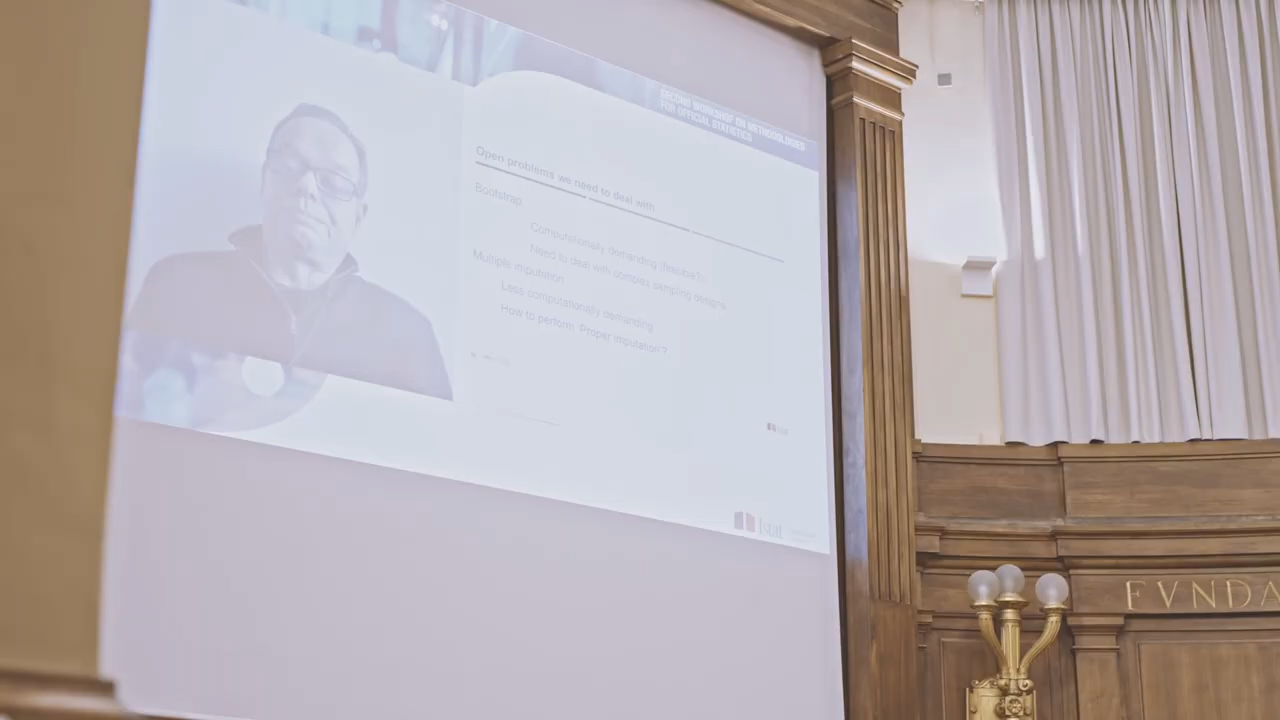 SECOND WORKSHOP ON METHODOLOGIES
FOR OFFICIAL STATISTICS
Open problems we need to deal with
Bootstrap
Computationally demanding (feasible?)
Need to deal with complex sampling designs
Multiple imputation
Less computationally demanding
How to perform 'Proper imputation'?
Istat
Istat
FVNDA